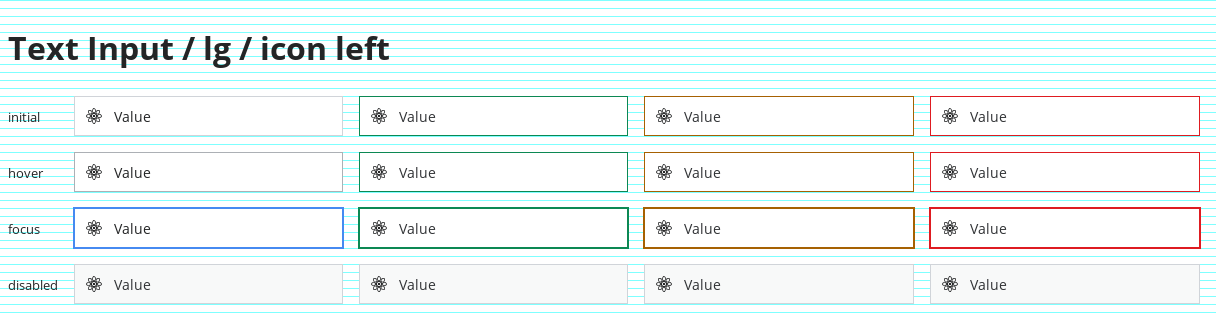 Text Input / lg / icon left
initial Value Value Value Value
hover Value Value Value Value
focus Value Value Value Value
disabled Value Value Value Value